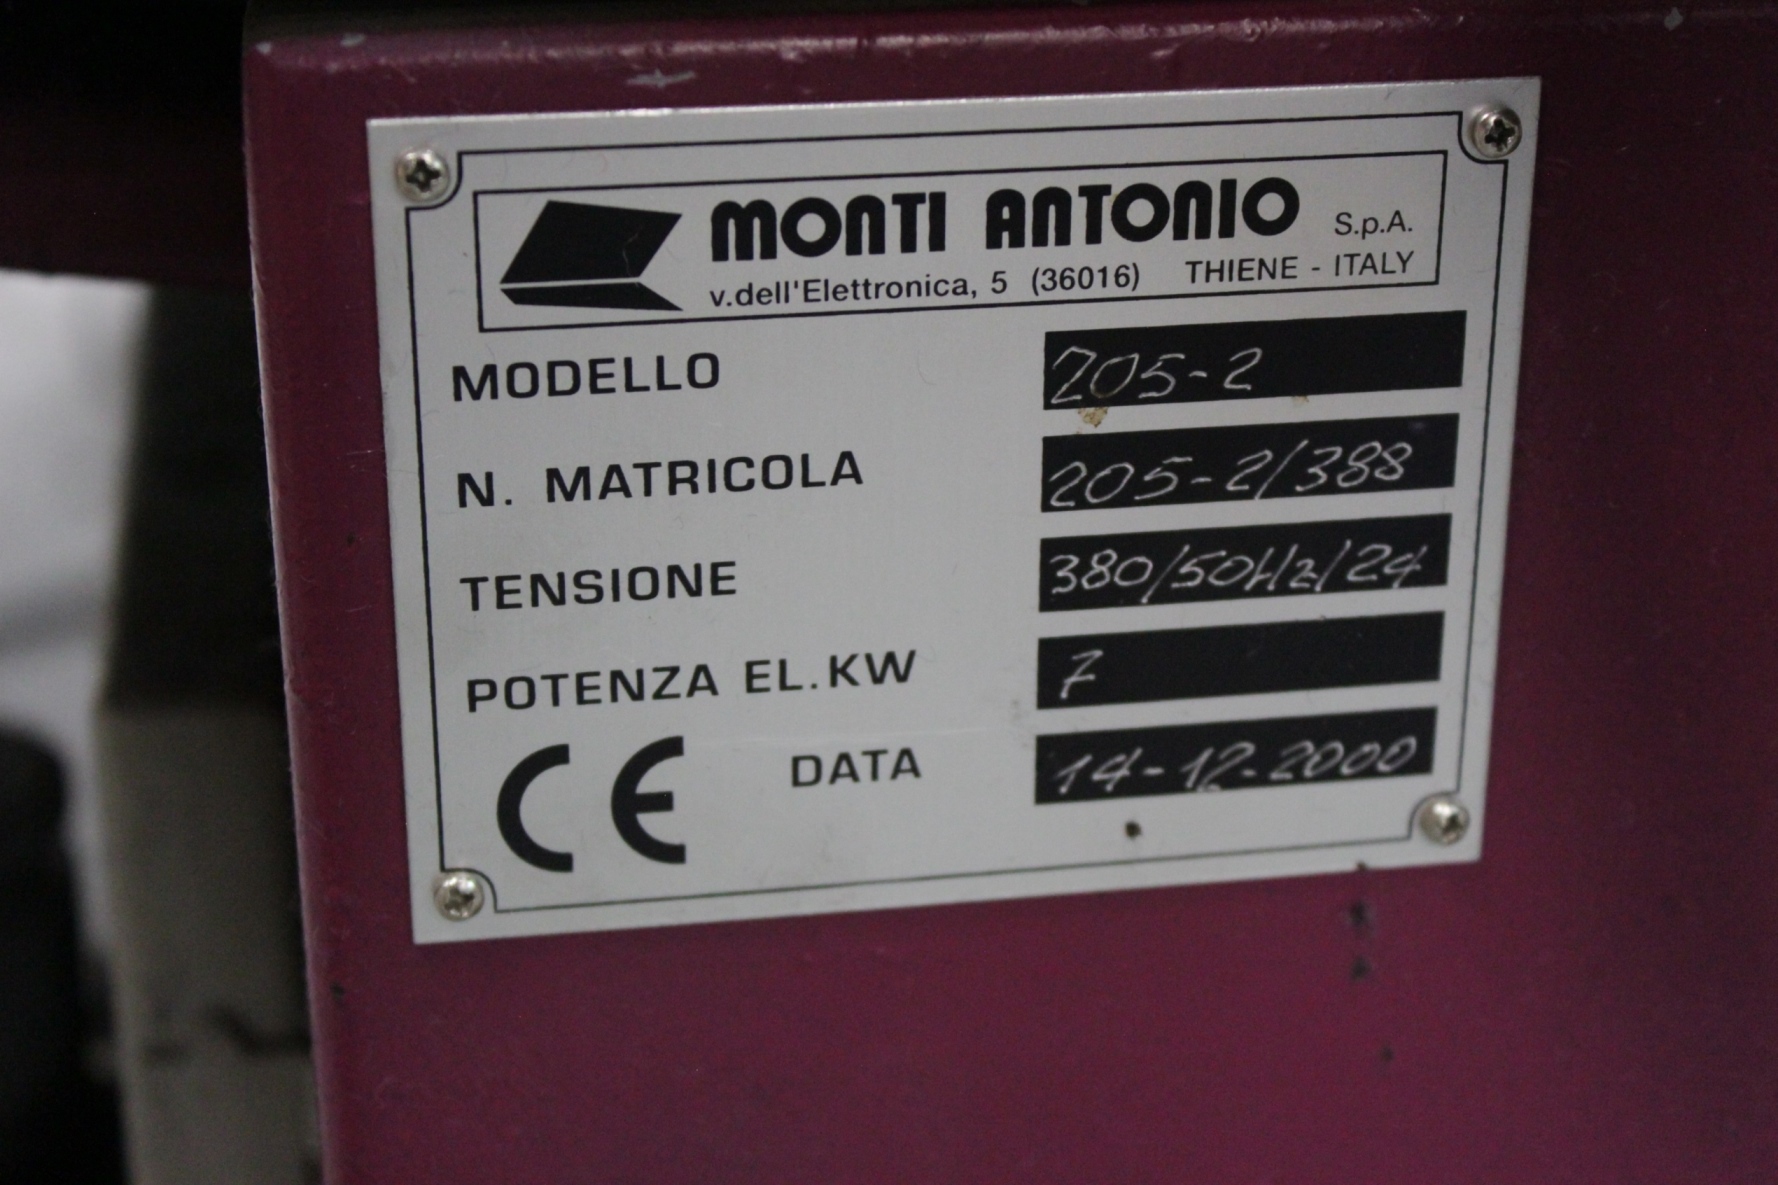 MONTI ANTONIO S.p.A.
v.dell'Elettronica, 5 (36016) THIENE - ITALY
MODELLO 205-2
N. MATRICOLA 205-2/388
TENSIONE 380/50Hz/24
POTENZA EL.KW 7
CE DATA 14-12-2000